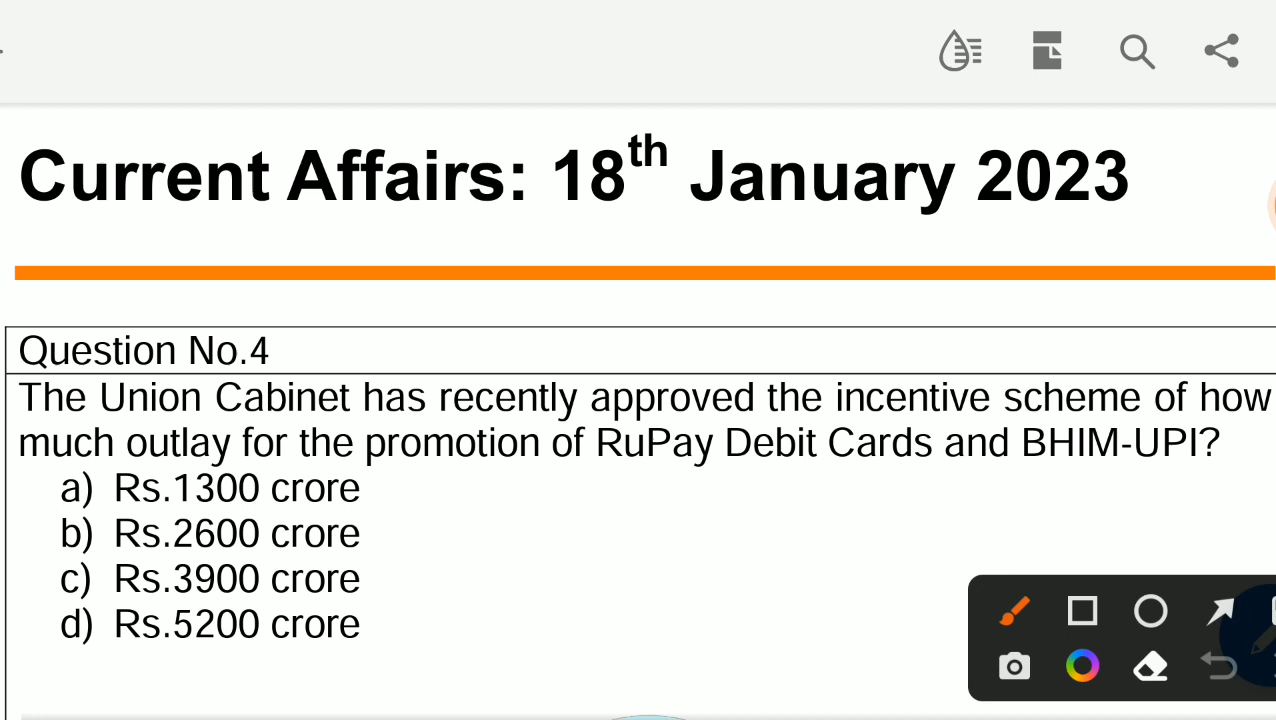 Current Affairs: 18th January 2023
Question No.4
The Union Cabinet has recently approved the incentive scheme of how
much outlay for the promotion of RuPay Debit Cards and BHIM-UPI?
a) Rs.1300 crore
b) Rs.2600 crore
c) Rs.3900 crore
d) Rs.5200 crore